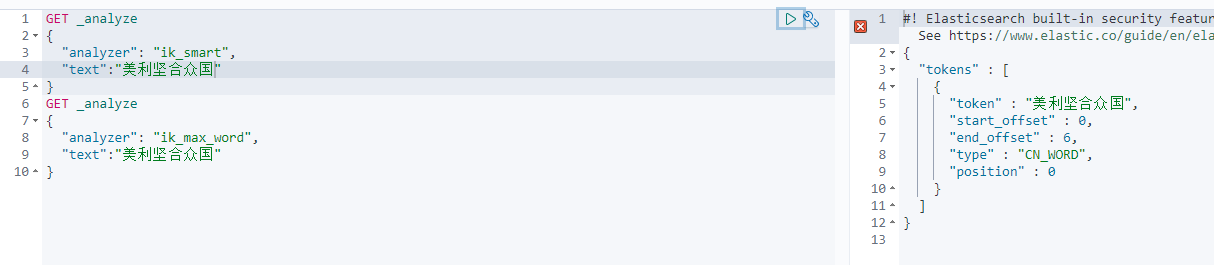 1 GET _analyze
2 {
3 "analyzer": "ik_smart",
4 "text":"美利坚合众国"
5 }
6 GET _analyze
7 {
8 "analyzer": "ik_max_word",
9 "text":"美利坚合众国"
10 }
1 #! Elasticsearch built-in security featur
See https://www.elastic.co/guide/en/ela
2 {
3 "tokens" : [
4 {
5 "token" : "美利坚合众国",
6 "start_offset" : 0,
7 "end_offset" : 6,
8 "type" : "CN_WORD",
9 "position" : 0
10 }
11 ]
12 }
13